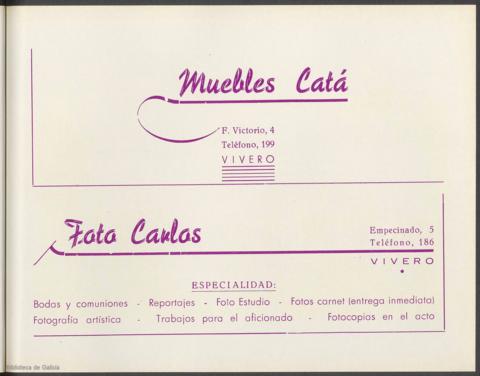 Muebles Catá
F. Victorio, 4
Teléfono, 199
VIVERO
Foto Carlos
Empecinado, 5
Teléfono, 186
VIVERO
ESPECIALIDAD:
Bodas y comuniones - Reportajes - Foto Estudio - Fotos carnet (entrega inmediata)
Fotografía artística - Trabajos para el aficionado - Fotocopias en el acto
Biblioteca de Galicia